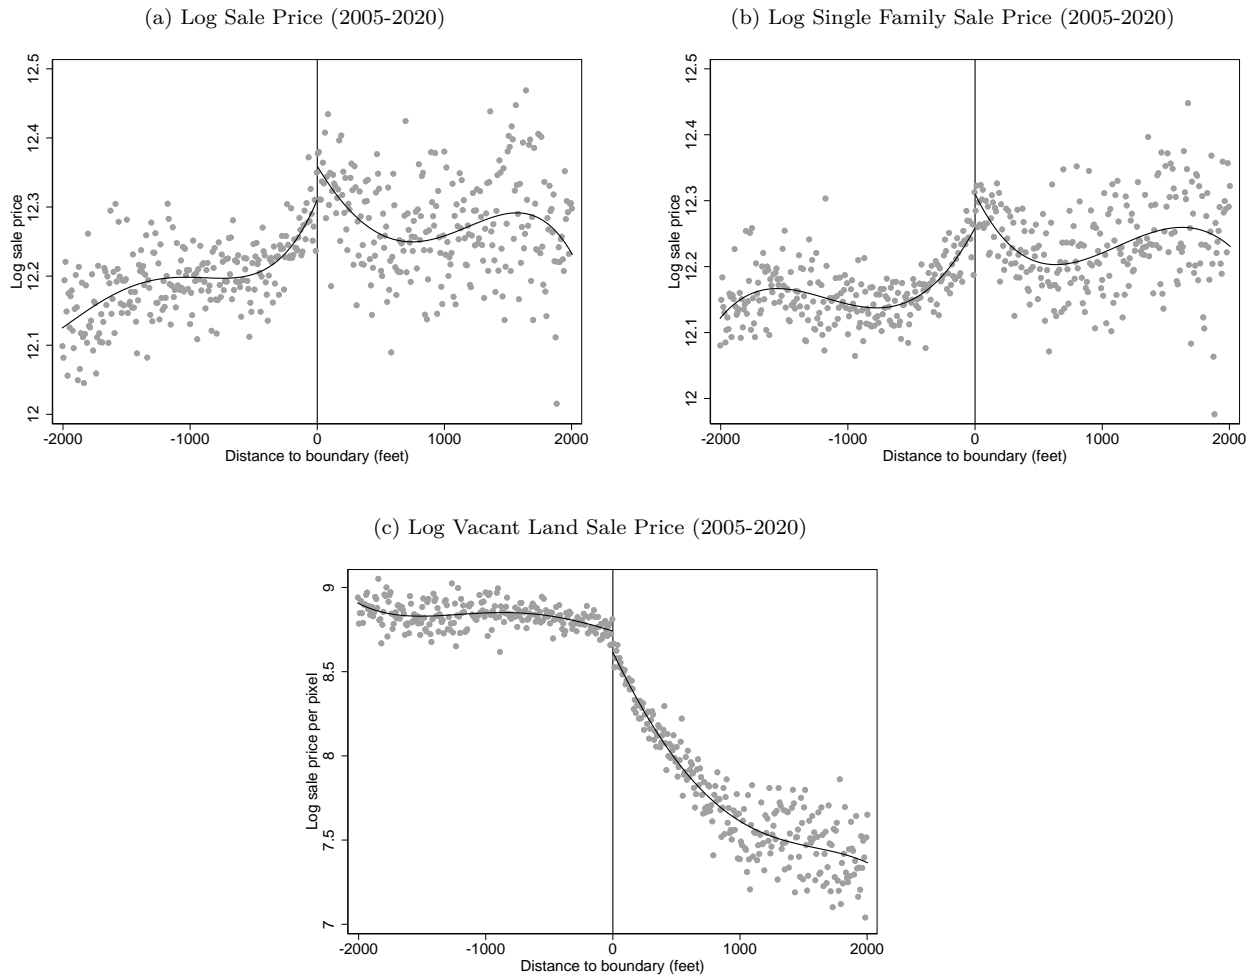 (a) Log Sale Price (2005-2020)
(b) Log Single Family Sale Price (2005-2020)
Log sale price
12.5
12.4
12.3
12.2
12.1
12
-2000 -1000 0 1000 2000
Distance to boundary (feet)
Log sale price
12.5
12.4
12.3
12.2
12.1
12
-2000 -1000 0 1000 2000
Distance to boundary (feet)
(c) Log Vacant Land Sale Price (2005-2020)
Log sale price per pixel
9
8.5
8
7.5
7
-2000 -1000 0 1000 2000
Distance to boundary (feet)